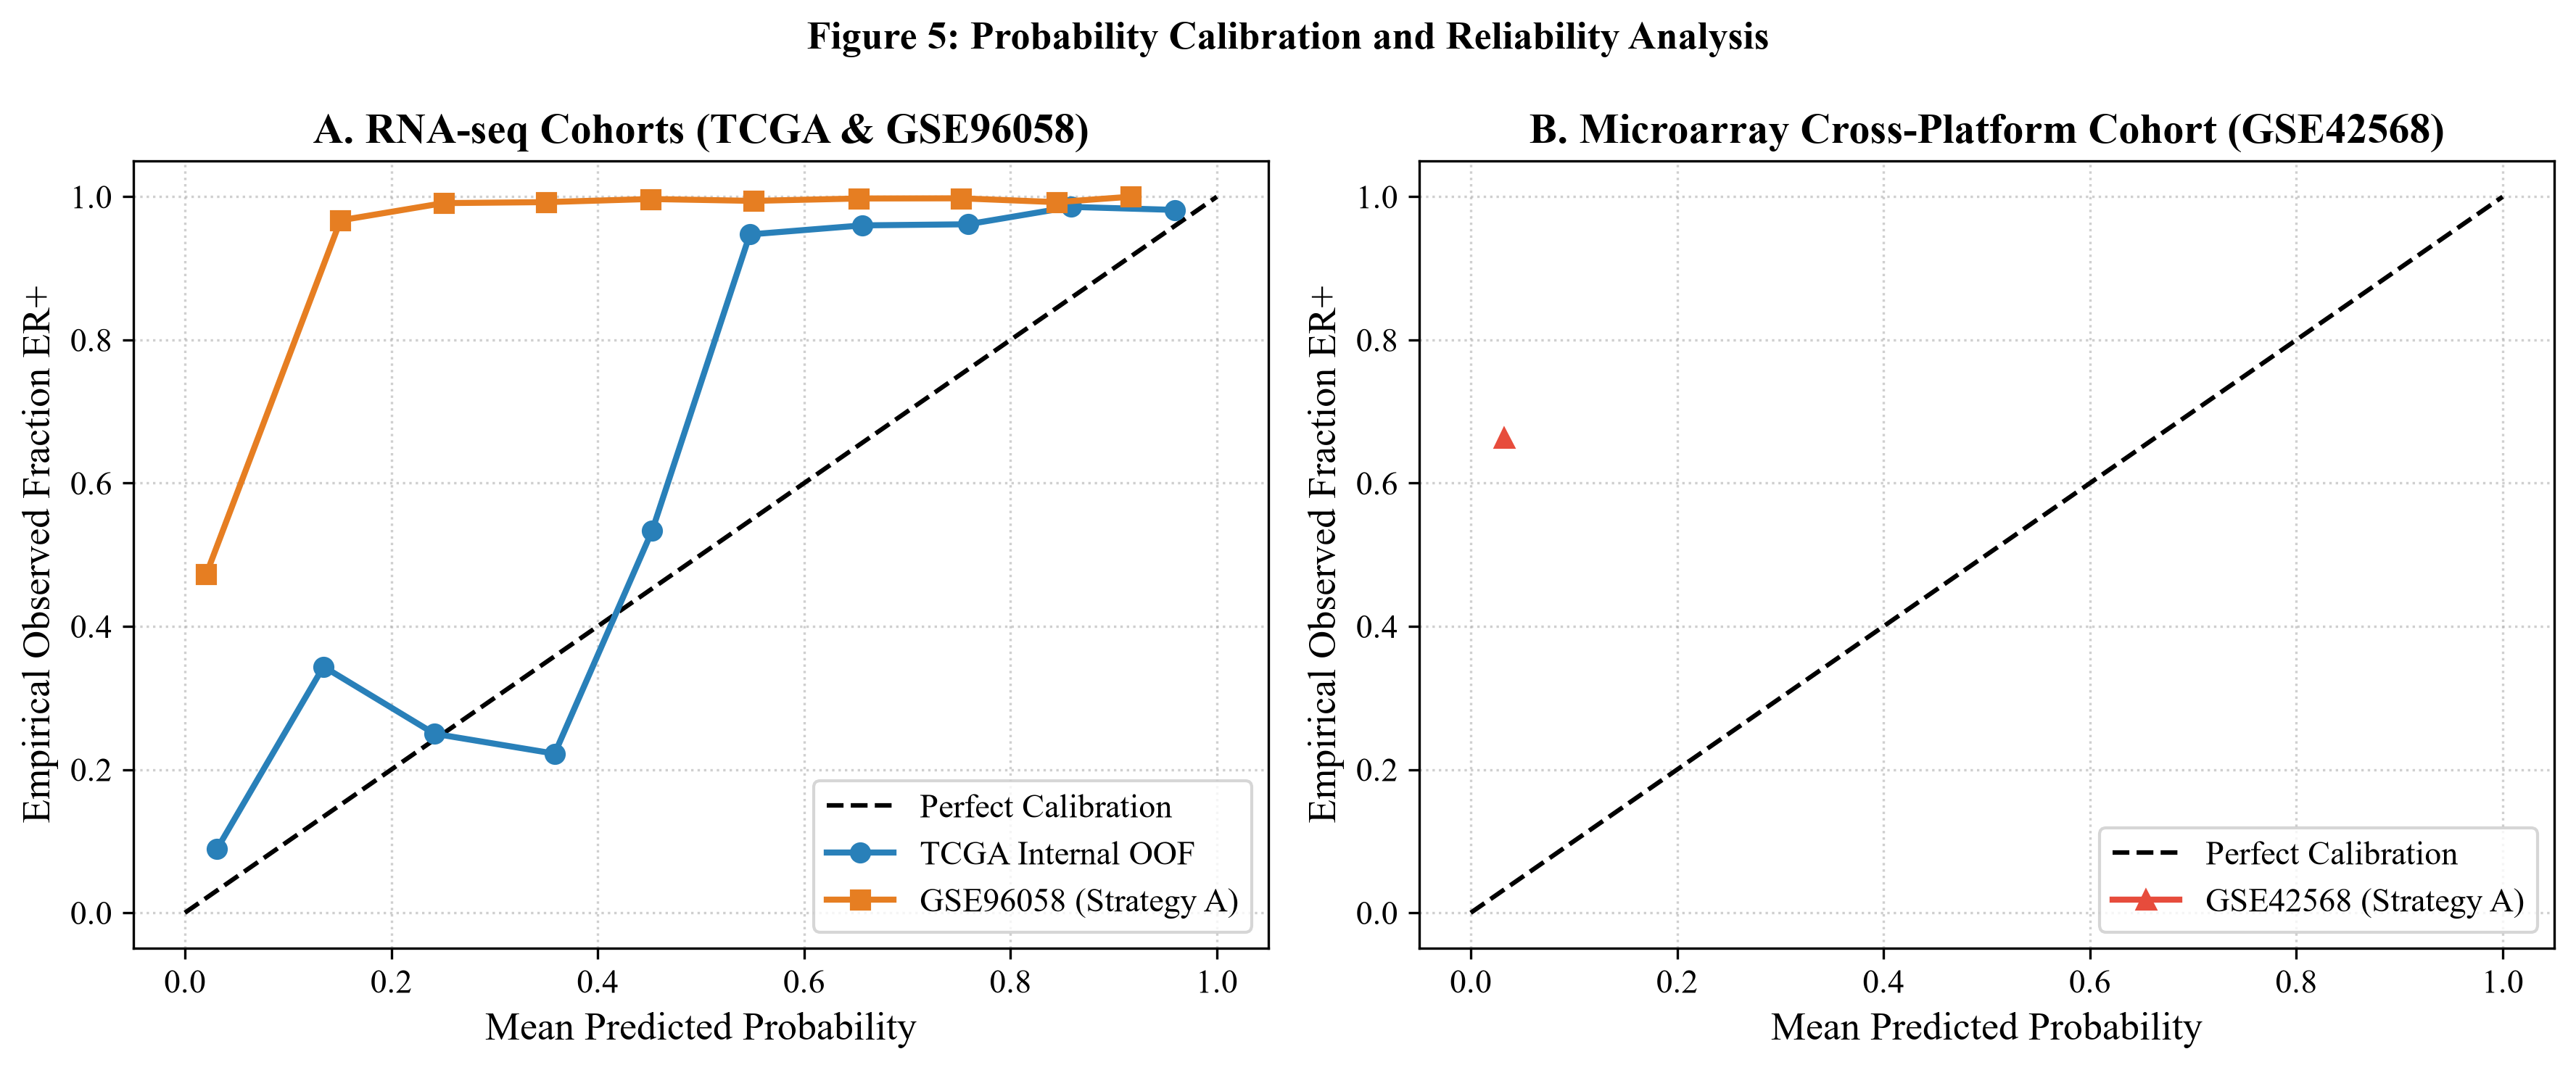 Figure 5: Probability Calibration and Reliability Analysis
A. RNA-seq Cohorts (TCGA & GSE96058)
Empirical Observed Fraction ER+
1.0
0.8
0.6
0.4
0.2
0.0
0.0 0.2 0.4 0.6 0.8 1.0
Mean Predicted Probability
Perfect Calibration
TCGA Internal OOF
GSE96058 (Strategy A)
B. Microarray Cross-Platform Cohort (GSE42568)
Empirical Observed Fraction ER+
1.0
0.8
0.6
0.4
0.2
0.0
0.0 0.2 0.4 0.6 0.8 1.0
Mean Predicted Probability
Perfect Calibration
GSE42568 (Strategy A)